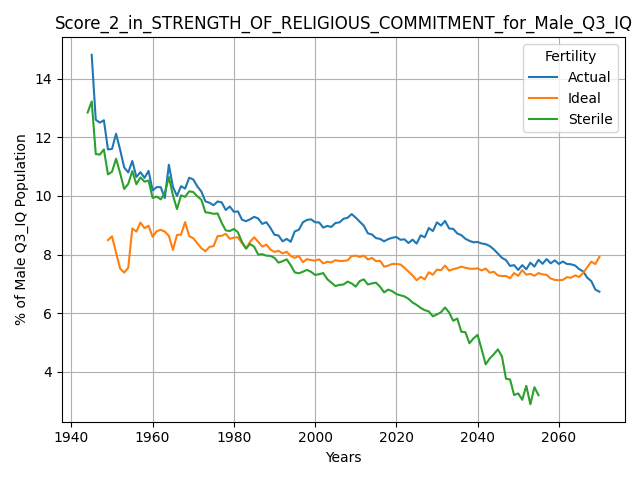 Score_2_in_STRENGTH_OF_RELIGIOUS_COMMITMENT_for_Male_Q3_IQ
Fertility
Actual
Ideal
Sterile
% of Male Q3_IQ Population
14
12
10
8
6
4
1940 1960 1980 2000 2020 2040 2060
Years